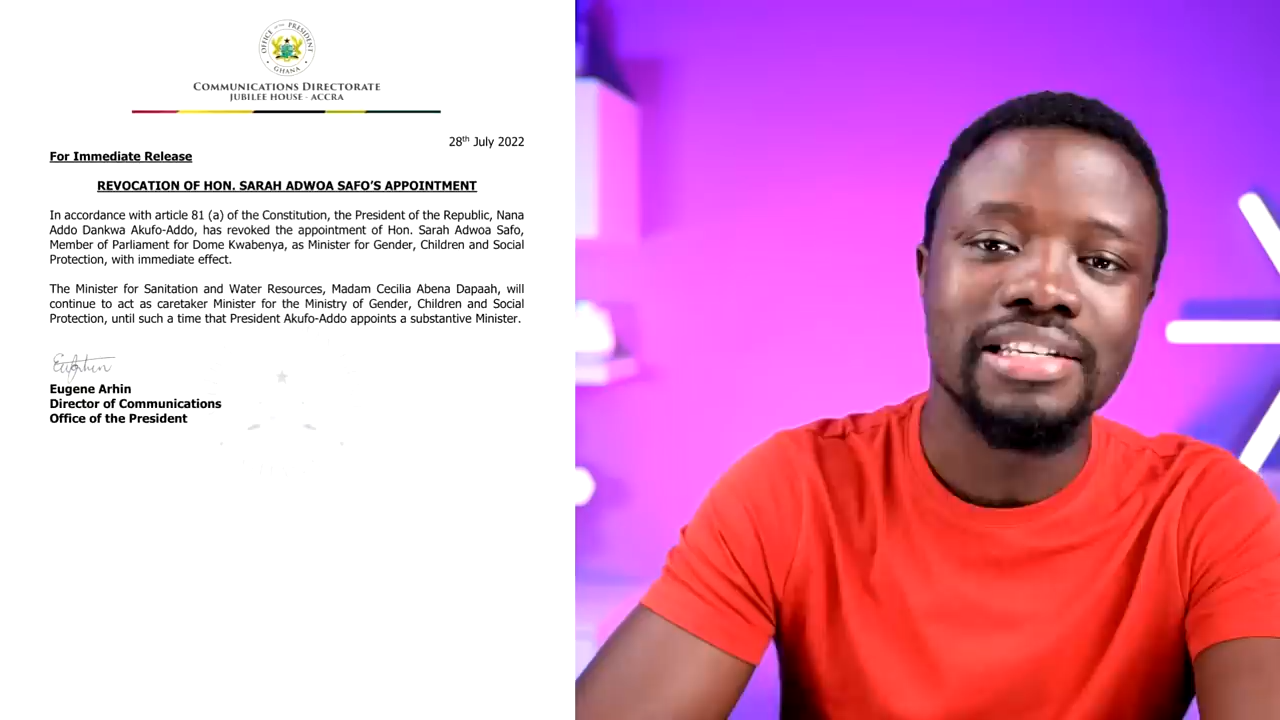 OFFICE of the PRESIDENT
GHANA
COMMUNICATIONS DIRECTORATE
JUBILEE HOUSE - ACCRA
28th July 2022
For Immediate Release
REVOCATION OF HON. SARAH ADWOA SAFO'S APPOINTMENT
In accordance with article 81 (a) of the Constitution, the President of the Republic, Nana
Addo Dankwa Akufo-Addo, has revoked the appointment of Hon. Sarah Adwoa Safo,
Member of Parliament for Dome Kwabenya, as Minister for Gender, Children and Social
Protection, with immediate effect.
The Minister for Sanitation and Water Resources, Madam Cecilia Abena Dapaah, will
continue to act as caretaker Minister for the Ministry of Gender, Children and Social
Protection, until such a time that President Akufo-Addo appoints a substantive Minister.
Eugene Arhin
Director of Communications
Office of the President